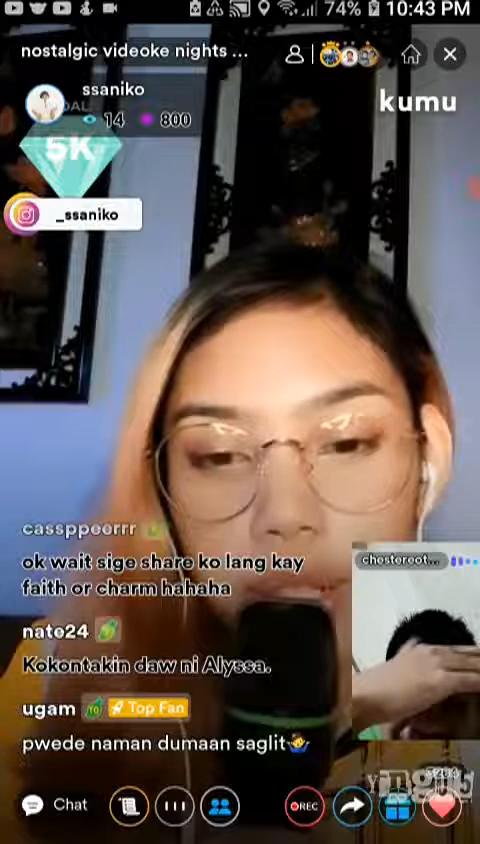 74% 10:43 PM
nostalgic videoke nights ...
ssaniko
14 800
kumu
5K
_ssaniko
cassppeerrr
ok wait sige share ko lang kay
faith or charm hahaha
chestereot...
nate24
Kokontakin daw ni Alyssa.
ugam TO Top Fan
pwede naman dumaan saglit
Chat
REC